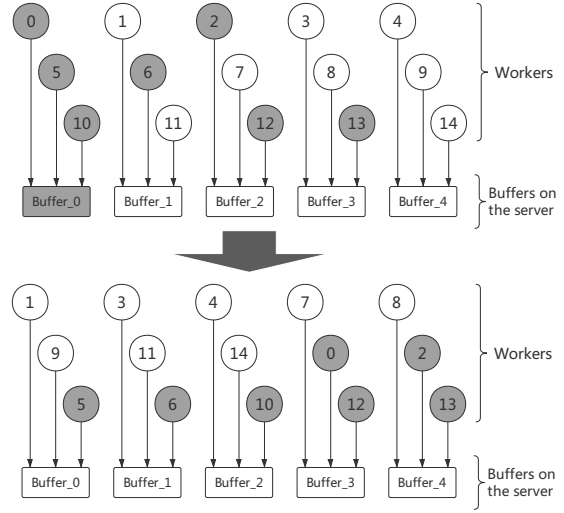 0 1 2 3 4
5 6 7 8 9
Workers
10 11 12 13 14
Buffer_0 Buffer_1 Buffer_2 Buffer_3 Buffer_4
Buffers on
the server
1 3 4 7 8
9 11 14 0 2
Workers
5 6 10 12 13
Buffer_0 Buffer_1 Buffer_2 Buffer_3 Buffer_4
Buffers on
the server